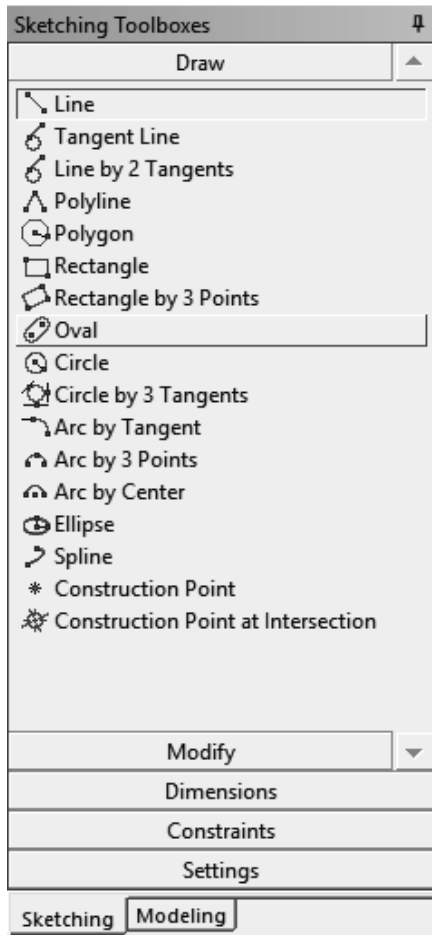 Sketching Toolboxes
Draw
Line
Tangent Line
Line by 2 Tangents
Polyline
Polygon
Rectangle
Rectangle by 3 Points
Oval
Circle
Circle by 3 Tangents
Arc by Tangent
Arc by 3 Points
Arc by Center
Ellipse
Spline
Construction Point
Construction Point at Intersection
Modify
Dimensions
Constraints
Settings
Sketching Modeling